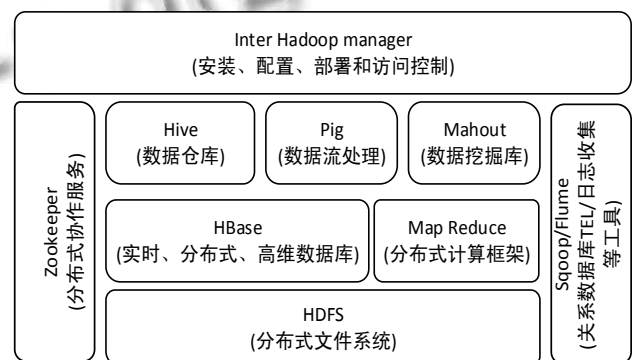 Inter Hadoop manager
(安装、配置、部署和访问控制)
Zookeeper
(分布式协作服务)
Hive
(数据仓库)
Pig
(数据流处理)
Mahout
(数据挖掘库)
HBase
(实时、分布式、高维数据库)
Map Reduce
(分布式计算框架)
HDFS
(分布式文件系统)
Sqoop/Flume
(关系数据库TEL/日志收集
等工具)